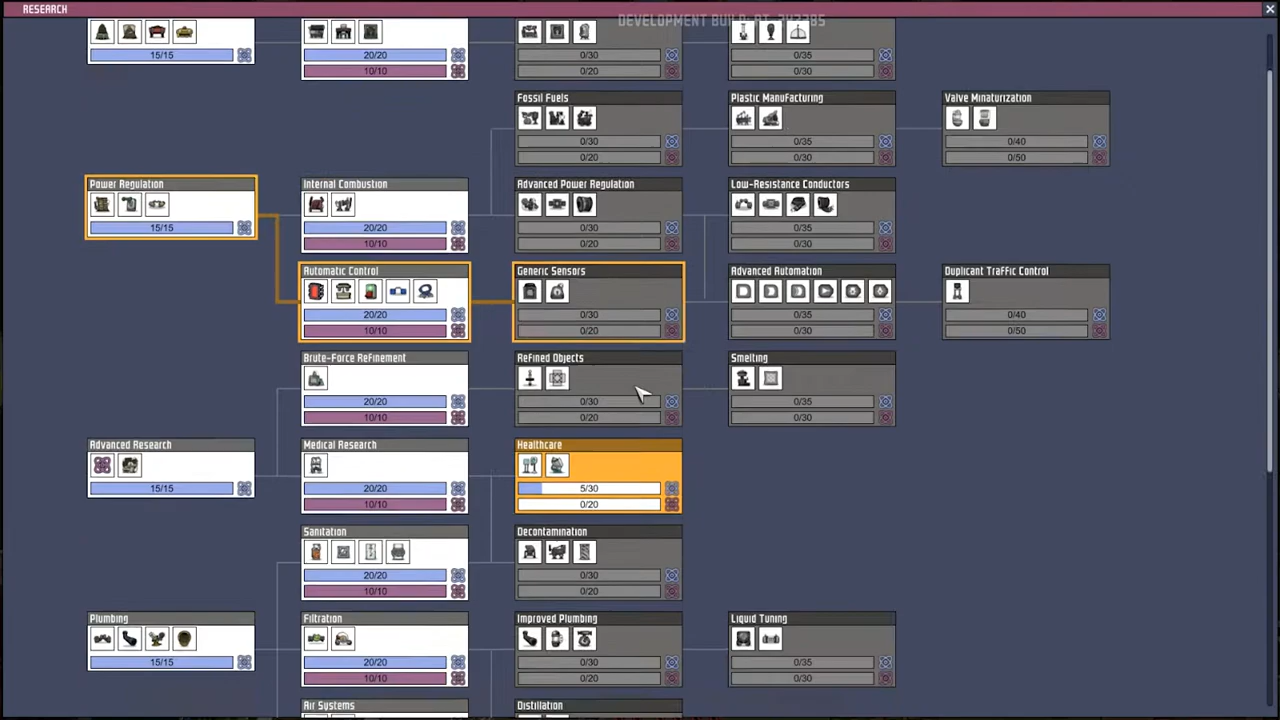 RESEARCH
15/15
20/20
10/10
0/30
0/20
0/35
0/30
Fossil Fuels
0/30
0/20
Plastic Manufacturing
0/35
0/30
Valve Minaturization
0/40
0/50
Power Regulation
15/15
Internal Combustion
20/20
10/10
Advanced Power Regulation
0/30
0/20
Low-Resistance Conductors
0/35
0/30
Automatic Control
20/20
10/10
Generic Sensors
0/30
0/20
Advanced Automation
0/35
0/30
Duplicant Traffic Control
0/40
0/50
Brute-Force Refinement
20/20
10/10
Refined Objects
0/30
0/20
Smelting
0/35
0/30
Advanced Research
15/15
Medical Research
20/20
10/10
Healthcare
5/30
0/20
Sanitation
20/20
10/10
Decontamination
0/30
0/20
Plumbing
15/15
Filtration
20/20
10/10
Improved Plumbing
0/30
0/20
Liquid Tuning
0/35
0/30
Air Systems
Distillation